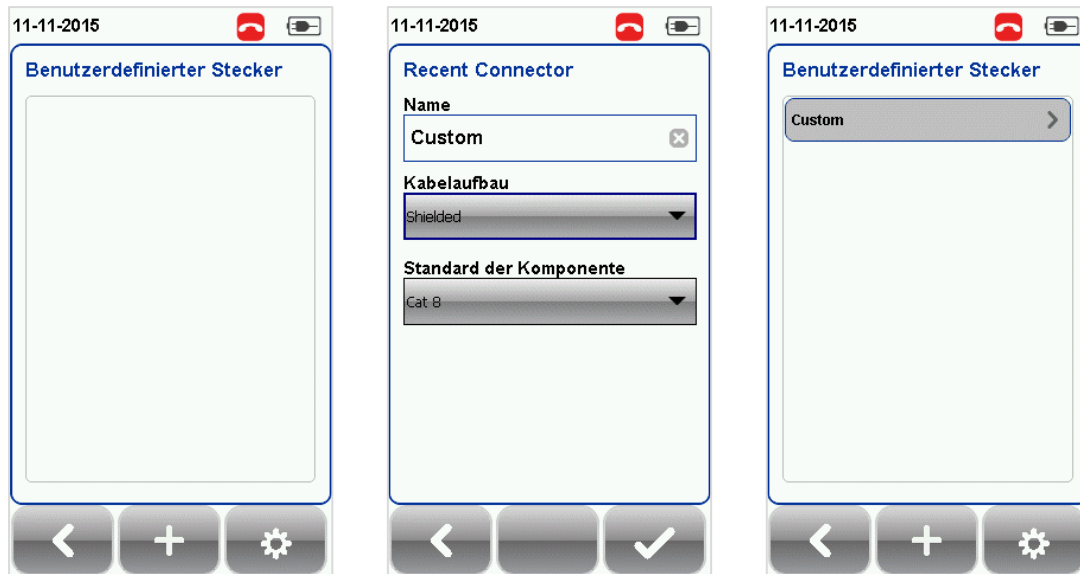 11-11-2015
Benutzerdefinierter Stecker
11-11-2015
Recent Connector
Name
Custom
Kabelaufbau
Shielded
Standard der Komponente
Cat 8
11-11-2015
Benutzerdefinierter Stecker
Custom